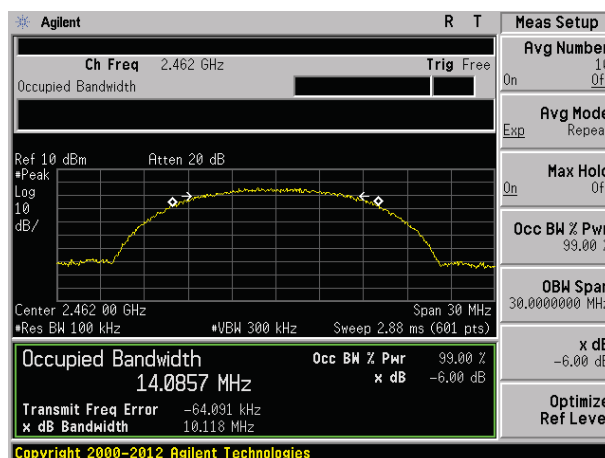 Agilent R T
Ch Freq 2.462 GHz Trig Free
Occupied Bandwidth
Ref 10 dBm Atten 20 dB
#Peak
Log
10
dB/
Center 2.462 00 GHz Span 30 MHz
#Res BW 100 kHz #VBW 300 kHz Sweep 2.88 ms (601 pts)
Occupied Bandwidth
14.0857 MHz
Occ BW % Pwr 99.00 %
x dB -6.00 dB
Transmit Freq Error -64.091 kHz
x dB Bandwidth 10.118 MHz
Copyright 2000-2012 Agilent Technologies
Meas Setup
Avg Number
On
Avg Mode
Exp Repea
Max Hold
On Of
Occ BW % Pwr
99.00 %
OBW Span
30.0000000 MHz
x dB
-6.00 dB
Optimize
Ref Level